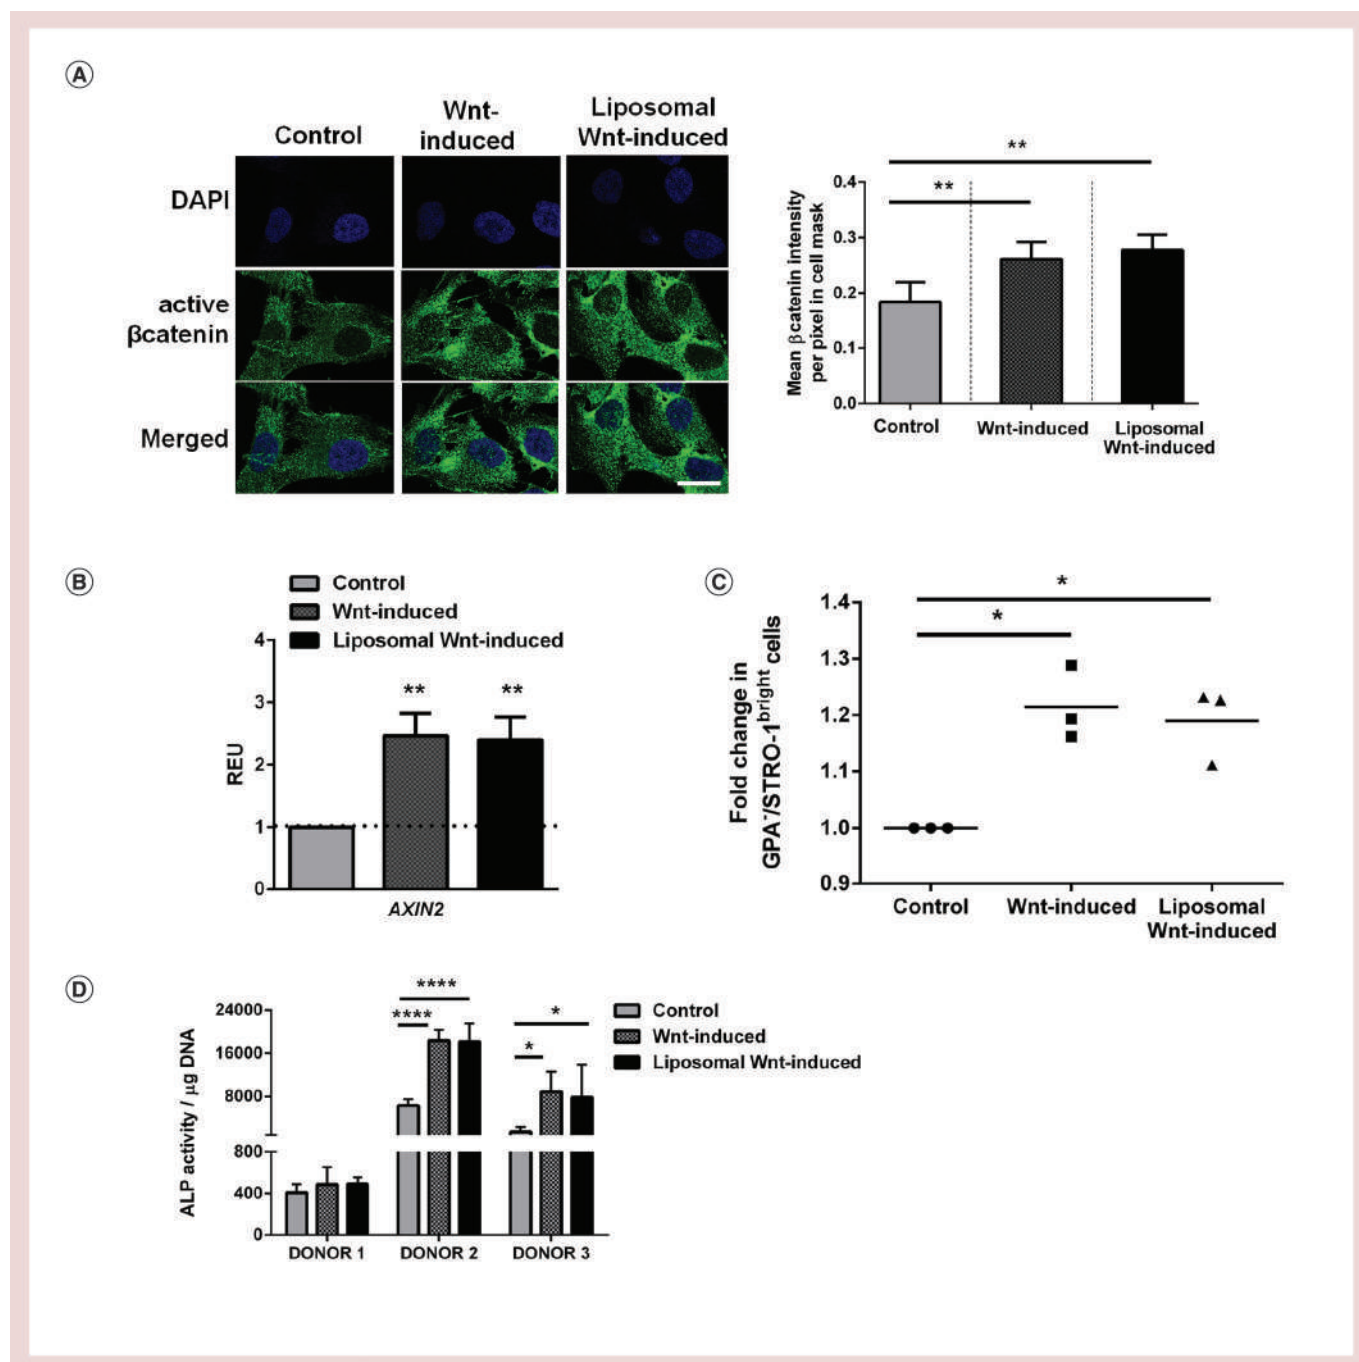 A
Control
Wnt-
induced
Liposomal
Wnt-induced
DAPI
active
βcatenin
Merged
Mean β catenin intensity
per pixel in cell mask
0.4
0.3
0.2
0.1
0.0
**
**
Control
Wnt-induced
Liposomal
Wnt-induced
B
Control
Wnt-induced
Liposomal Wnt-induced
REU
4
3
2
1
0
**
**
AXIN2
C
Fold change in
GPA⁻/STRO-1ᵇʳⁱᵍʰᵗ cells
1.4
1.3
1.2
1.1
1.0
0.9
*
*
Control
Wnt-induced
Liposomal
Wnt-induced
D
ALP activity / μg DNA
24000
16000
8000
800
400
0
****
****
*
*
DONOR 1
DONOR 2
DONOR 3
Control
Wnt-induced
Liposomal Wnt-induced